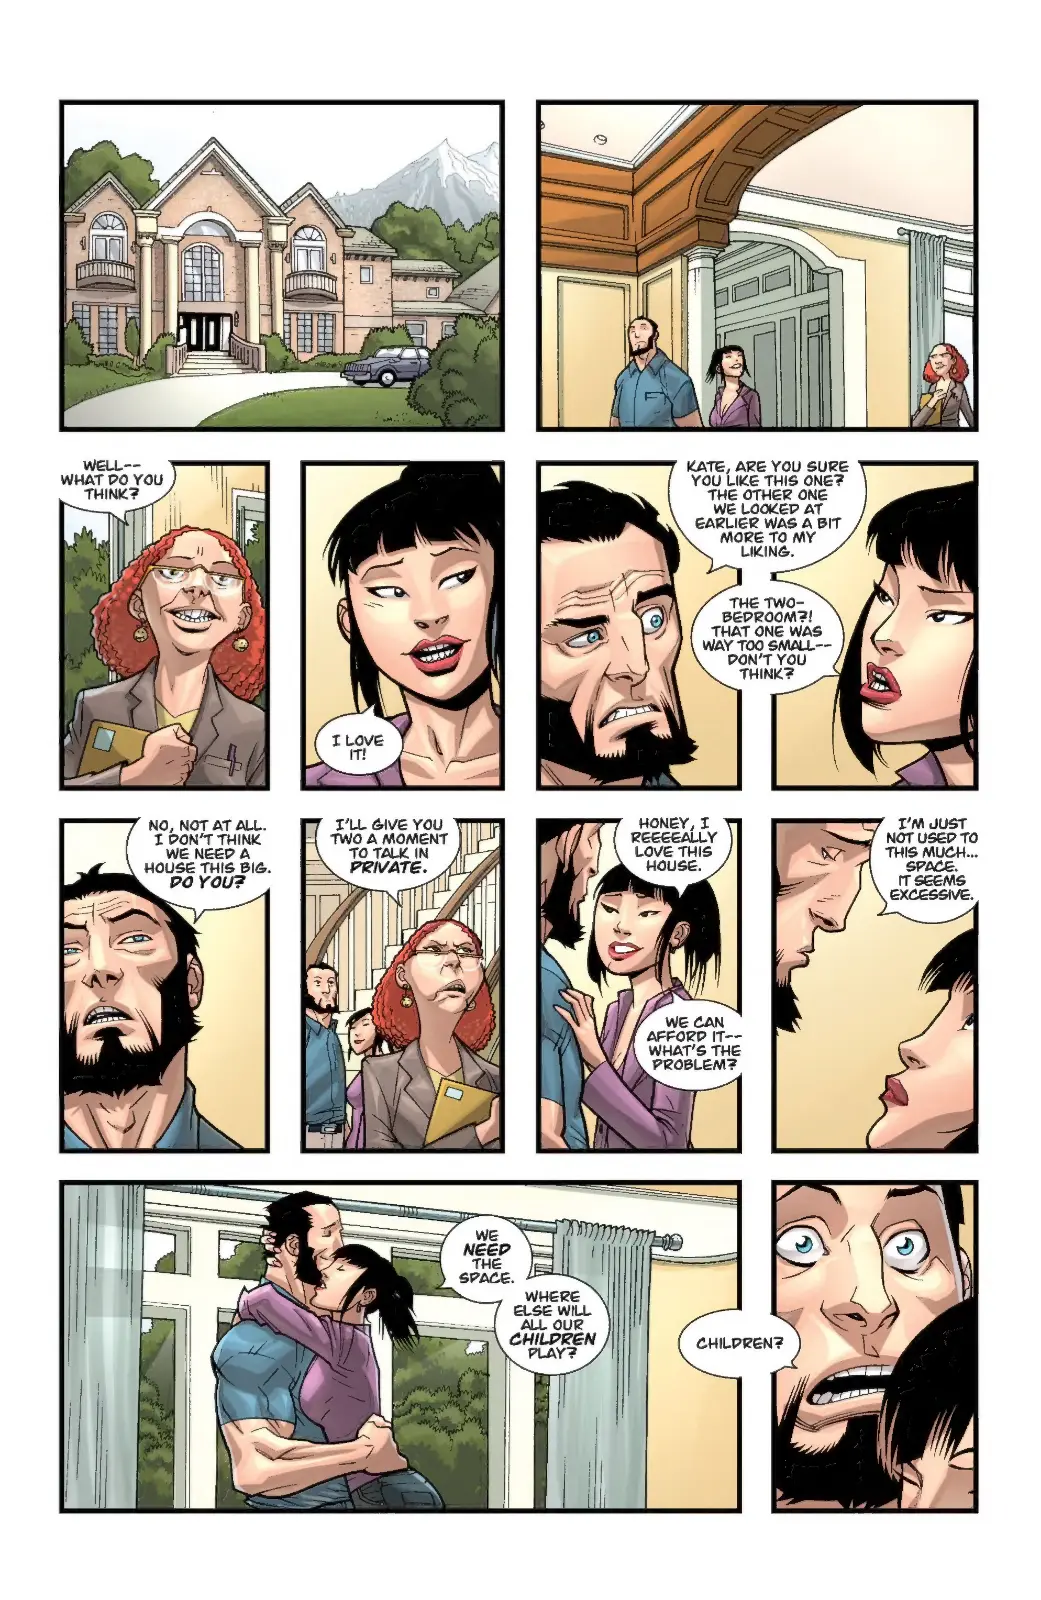 WELL--
WHAT DO YOU
THINK?
I LOVE
IT!
KATE, ARE YOU SURE
YOU LIKE THIS ONE?
THE OTHER ONE
WE LOOKED AT
EARLIER WAS A BIT
MORE TO MY
LIKING.
THE TWO-
BEDROOM?!
THAT ONE WAS
WAY TOO SMALL--
DON'T YOU
THINK?
NO, NOT AT ALL.
I DON'T THINK
WE NEED A
HOUSE THIS BIG.
DO YOU?
I'LL GIVE YOU
TWO A MOMENT
TO TALK IN
PRIVATE.
HONEY, I
REEEEALLY
LOVE THIS
HOUSE.
WE CAN
AFFORD IT--
WHAT'S THE
PROBLEM?
I'M JUST
NOT USED TO
THIS MUCH...
SPACE.
IT SEEMS
EXCESSIVE.
WE
NEED
THE
SPACE.
WHERE
ELSE WILL
ALL OUR
CHILDREN
PLAY?
CHILDREN?